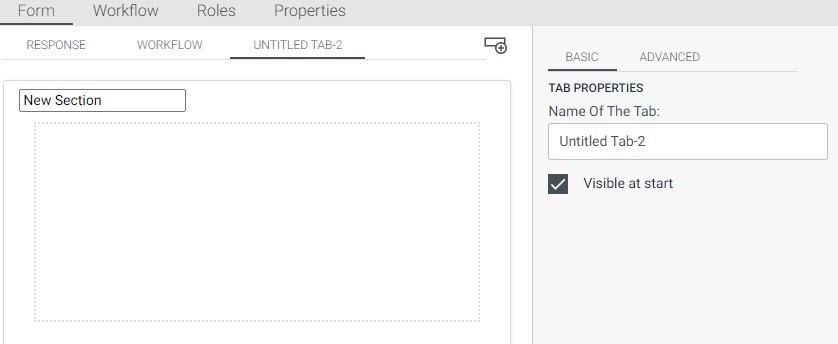 Form Workflow Roles Properties
RESPONSE WORKFLOW UNTITLED TAB-2
BASIC ADVANCED
New Section
TAB PROPERTIES
Name Of The Tab:
Untitled Tab-2
Visible at start